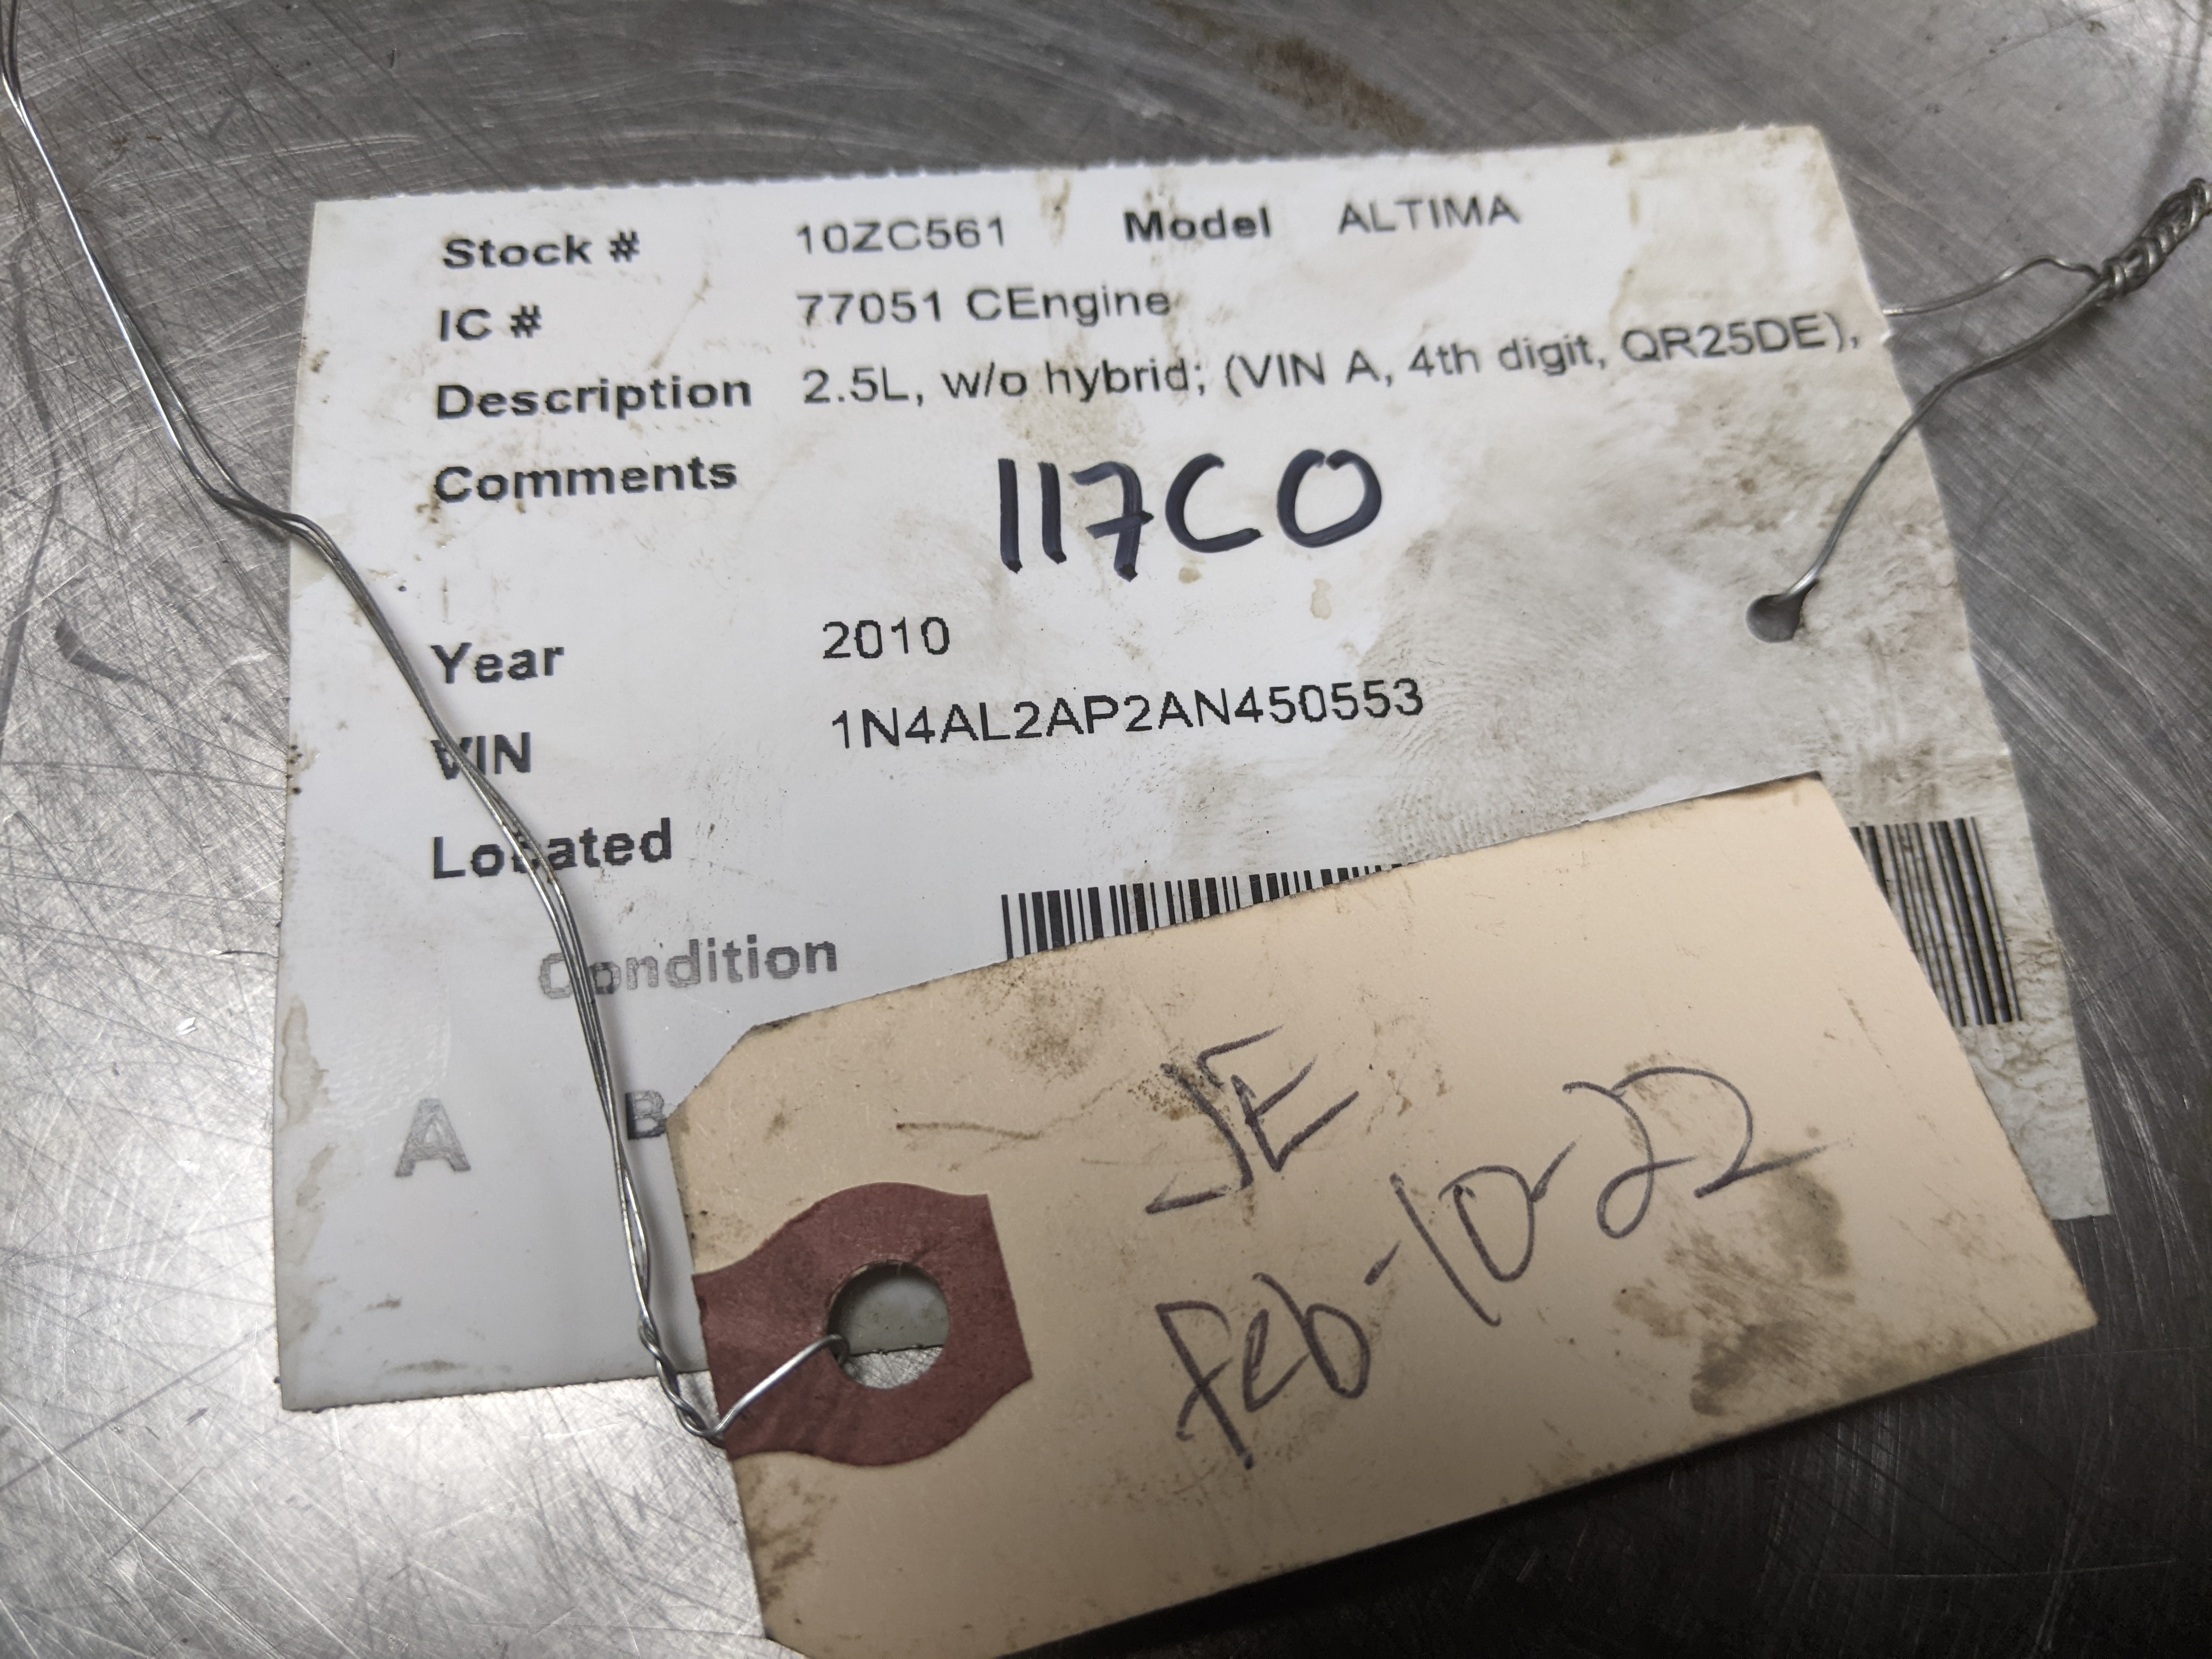 Stock # 10ZC561 Model ALTIMA
IC # 77051 CEngine
Description 2.5L, w/o hybrid; (VIN A, 4th digit, QR25DE),
Comments
117CO
Year 2010
VIN 1N4AL2AP2AN450553
Located
Condition
A B
JE
Feb-10-22